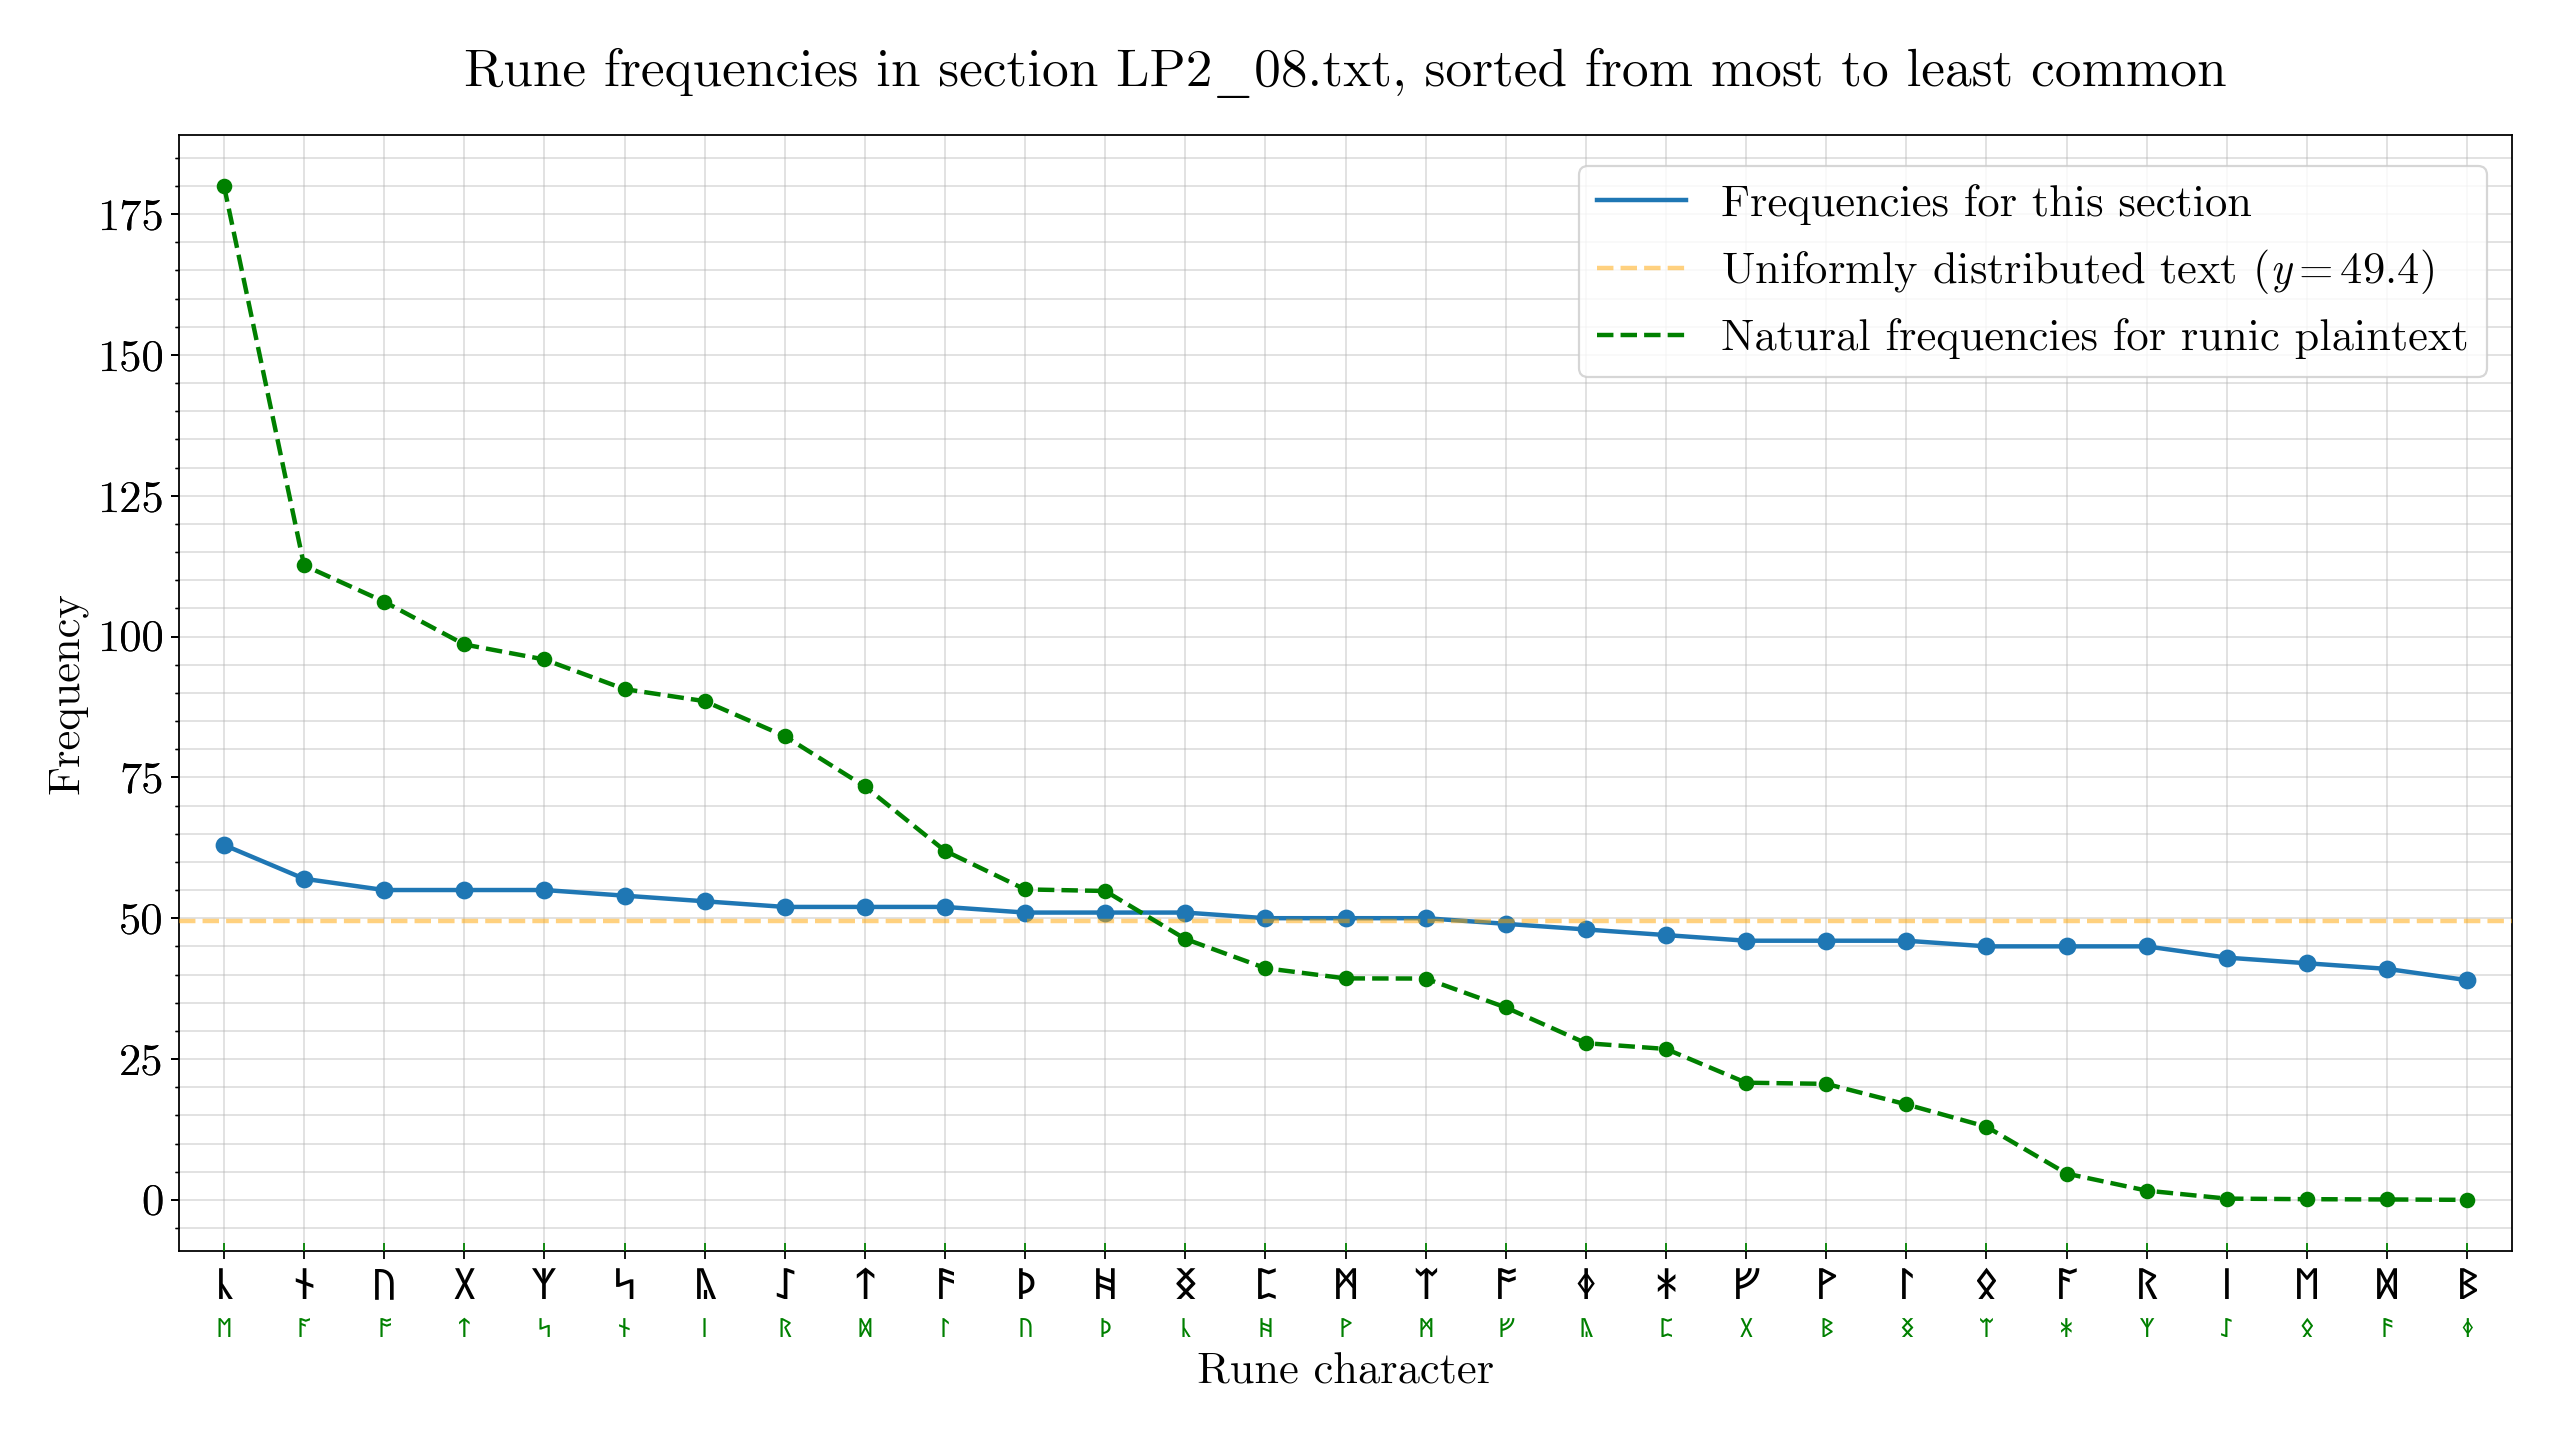 Rune frequencies in section LP2_08.txt, sorted from most to least common
Frequencies for this section
Uniformly distributed text (y = 49.4)
Natural frequencies for runic plaintext
Frequency
175
150
125
100
75
50
25
0
ᚳ ᚾ ᚢ ᚷ ᛉ ᛋ ᚣ ᛇ ᛏ ᚪ ᚦ ᚻ ᛝ ᛈ ᛗ ᛠ ᚫ ᛄ ᛡ ᚠ ᚹ ᛚ ᛟ ᚩ ᚱ ᛁ ᛖ ᛞ ᛒ
Rune character